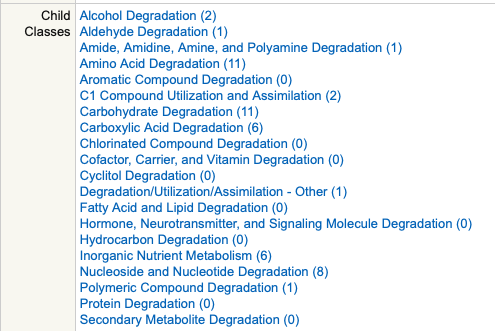 Child Classes
Alcohol Degradation (2)
Aldehyde Degradation (1)
Amide, Amidine, Amine, and Polyamine Degradation (1)
Amino Acid Degradation (11)
Aromatic Compound Degradation (0)
C1 Compound Utilization and Assimilation (2)
Carbohydrate Degradation (11)
Carboxylic Acid Degradation (6)
Chlorinated Compound Degradation (0)
Cofactor, Carrier, and Vitamin Degradation (0)
Cyclitol Degradation (0)
Degradation/Utilization/Assimilation - Other (1)
Fatty Acid and Lipid Degradation (0)
Hormone, Neurotransmitter, and Signaling Molecule Degradation (0)
Hydrocarbon Degradation (0)
Inorganic Nutrient Metabolism (6)
Nucleoside and Nucleotide Degradation (8)
Polymeric Compound Degradation (1)
Protein Degradation (0)
Secondary Metabolite Degradation (0)